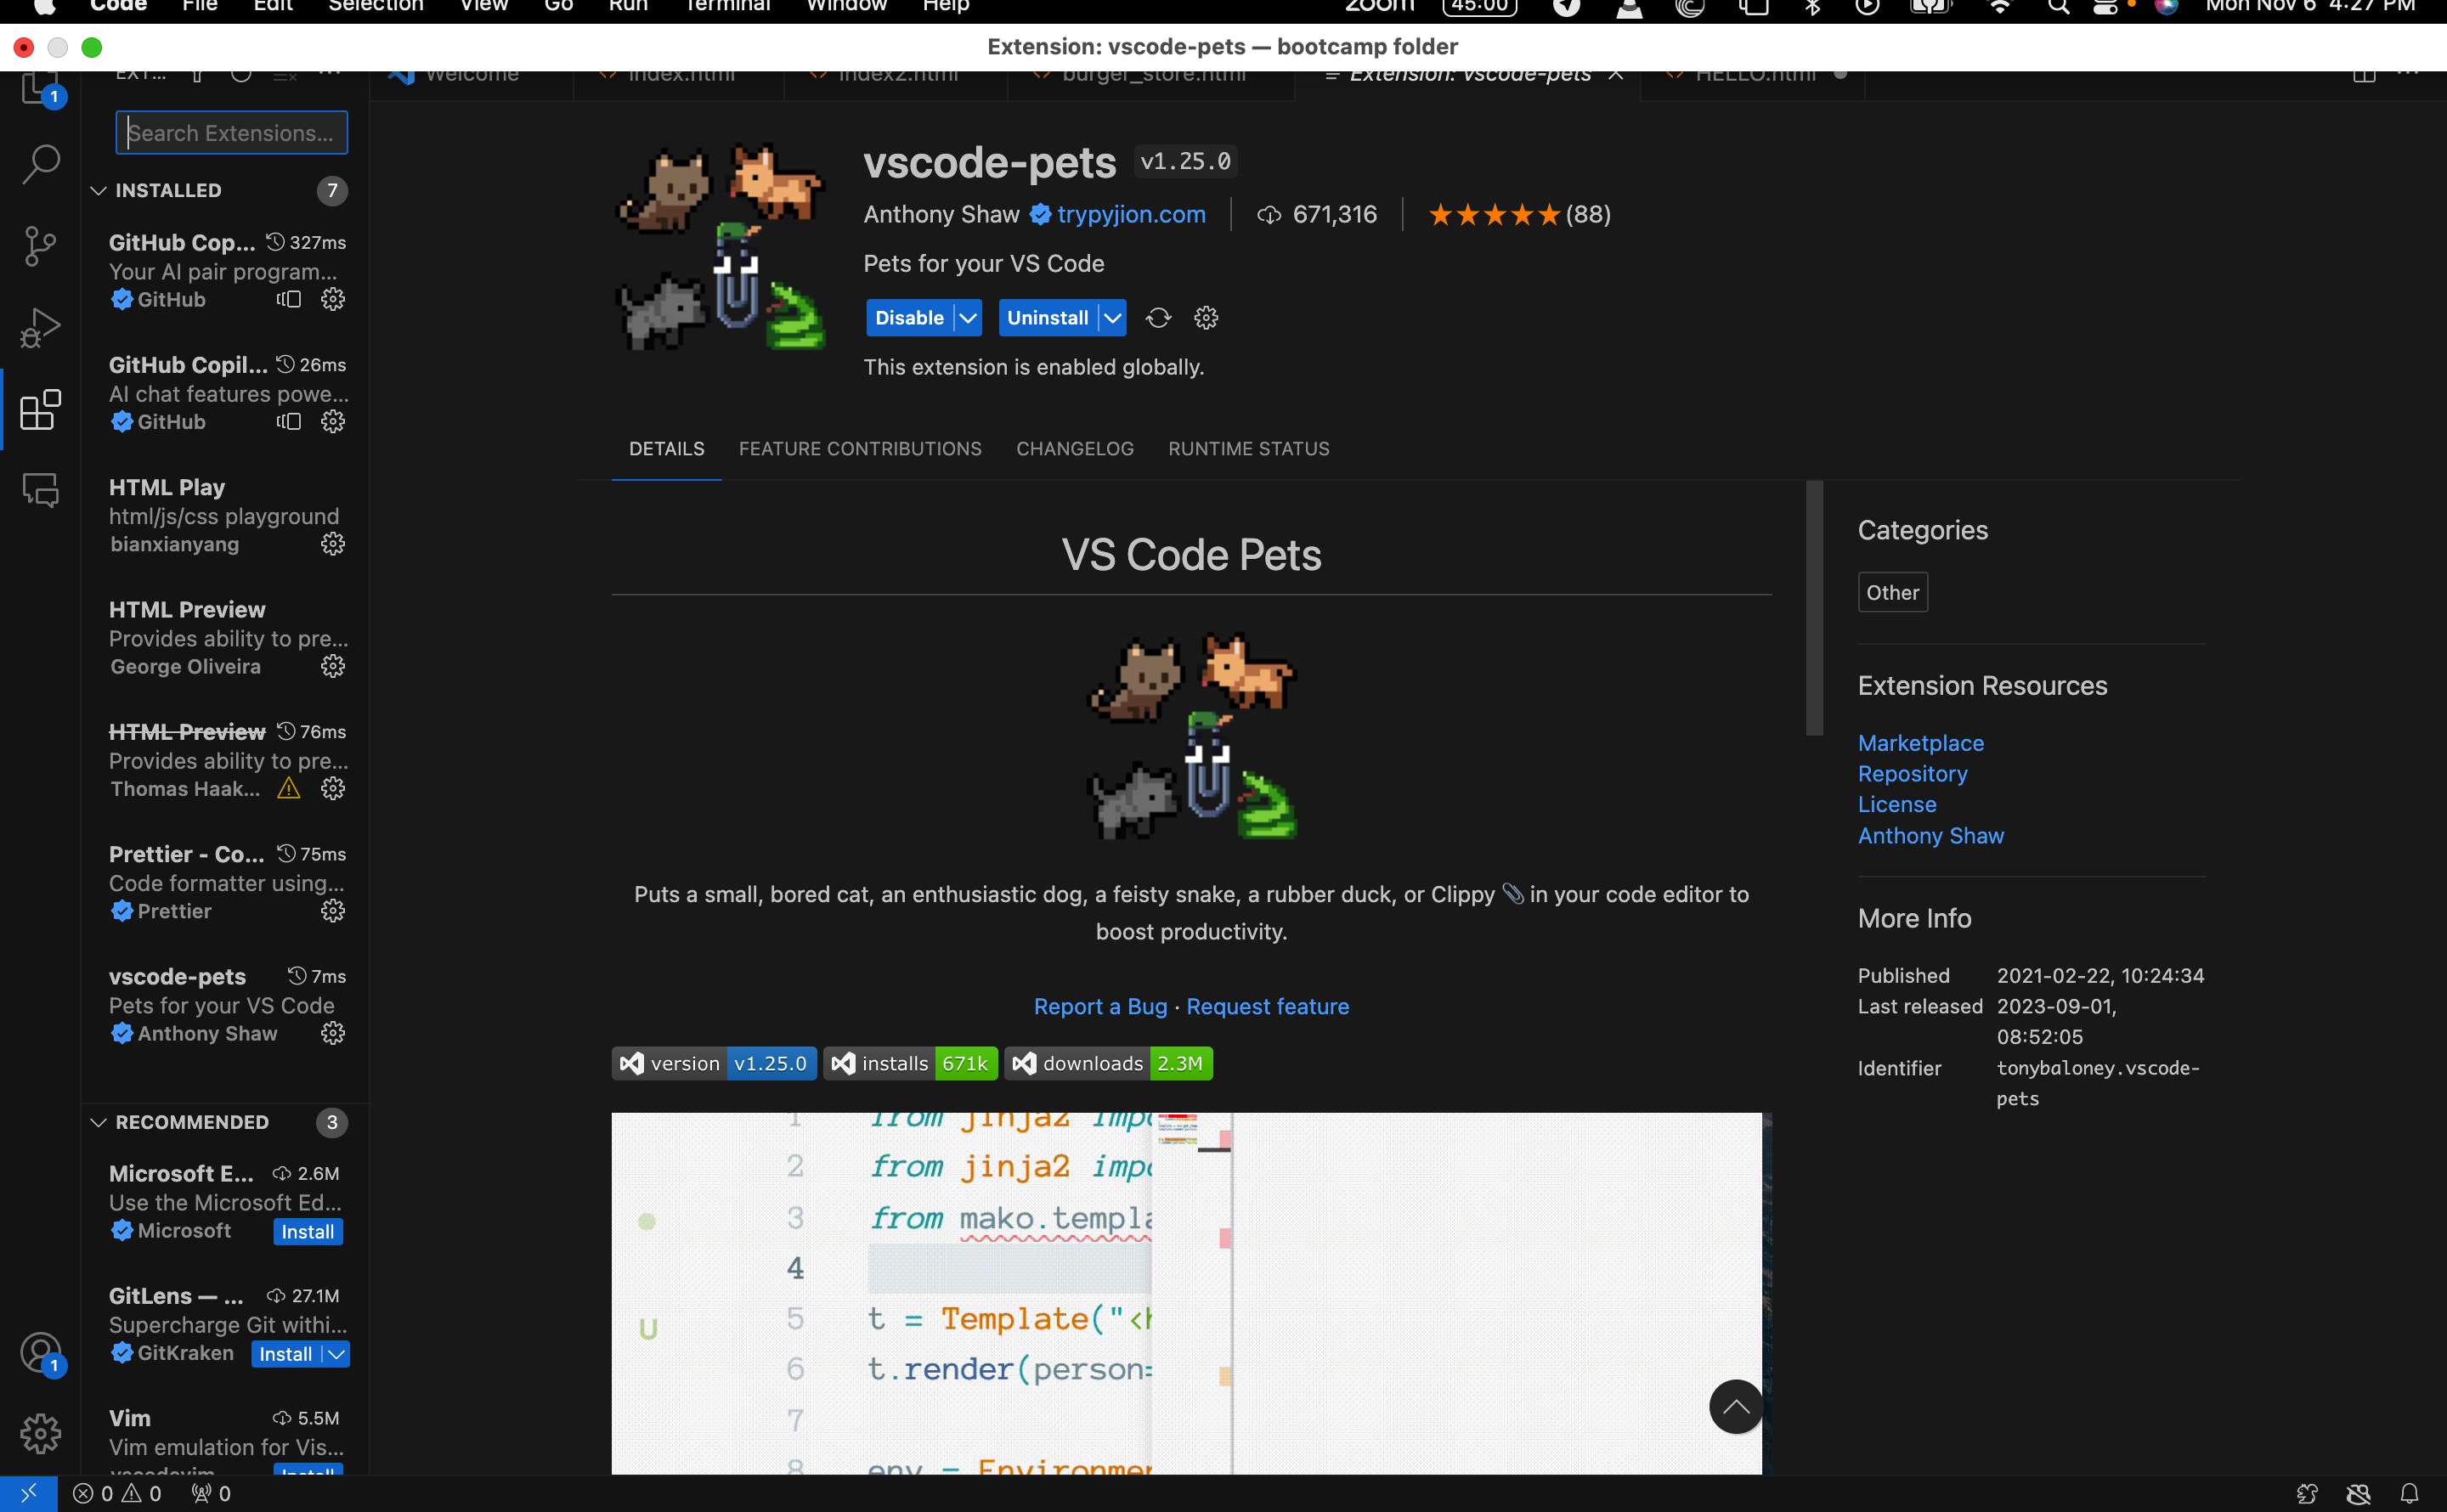 Code File Edit Selection View Go Run Terminal Window Help zoom 45:00 Mon Nov 6 4:27 PM
Extension: vscode-pets — bootcamp folder
EXT... Welcome index.html index2.html burger_store.html Extension: vscode-pets HELLO.html
1
Search Extensions...
INSTALLED 7
GitHub Cop... 327ms
Your AI pair program...
GitHub
GitHub Copil... 26ms
AI chat features powe...
GitHub
HTML Play
html/js/css playground
bianxianyang
HTML Preview
Provides ability to pre...
George Oliveira
HTML Preview 76ms
Provides ability to pre...
Thomas Haak...
Prettier - Co... 75ms
Code formatter using...
Prettier
vscode-pets 7ms
Pets for your VS Code
Anthony Shaw
RECOMMENDED 3
Microsoft E... 2.6M
Use the Microsoft Ed...
Microsoft Install
GitLens — ... 27.1M
Supercharge Git withi...
GitKraken Install
1
Vim 5.5M
Vim emulation for Vis...
vscodevim Install
vscode-pets v1.25.0
Anthony Shaw trypyjion.com 671,316 ★★★★★ (88)
Pets for your VS Code
Disable Uninstall
This extension is enabled globally.
DETAILS FEATURE CONTRIBUTIONS CHANGELOG RUNTIME STATUS
VS Code Pets
Puts a small, bored cat, an enthusiastic dog, a feisty snake, a rubber duck, or Clippy 📎 in your code editor to
boost productivity.
Report a Bug · Request feature
version v1.25.0 installs 671k downloads 2.3M
1 from jinja2 impo
2 from jinja2 impo
3 from mako.templa
4
5 t = Template("<h
U
6 t.render(person=
7
8 env = Environmen
Categories
Other
Extension Resources
Marketplace
Repository
License
Anthony Shaw
More Info
Published 2021-02-22, 10:24:34
Last released 2023-09-01,
08:52:05
Identifier tonybaloney.vscode-
pets
0 0 0